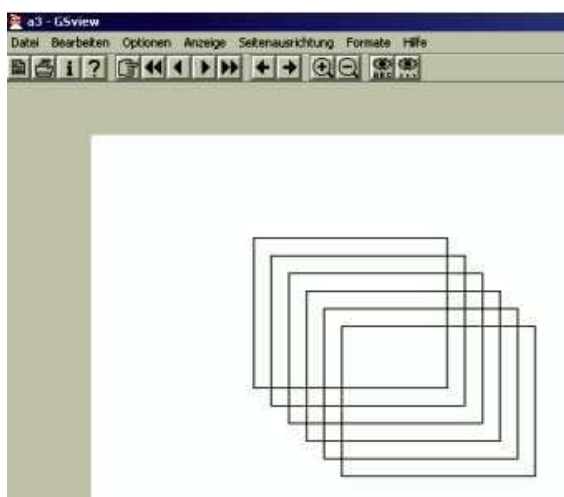 a3 - GSview
Datei Bearbeiten Optionen Anzeige Seitenausrichtung Formate Hilfe
i ?